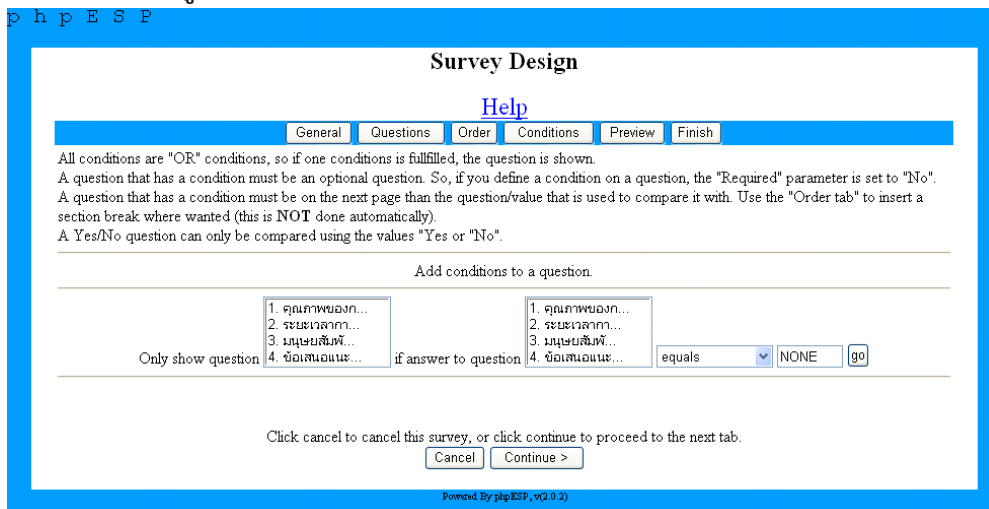 p h p E S P
Survey Design
Help
General Questions Order Conditions Preview Finish
All conditions are "OR" conditions, so if one conditions is fullfilled, the question is shown.
A question that has a condition must be an optional question. So, if you define a condition on a question, the "Required" parameter is set to "No".
A question that has a condition must be on the next page than the question/value that is used to compare it with. Use the "Order tab" to insert a
section break where wanted (this is NOT done automatically).
A Yes/No question can only be compared using the values "Yes or "No".
Add conditions to a question.
Only show question
1. คุณภาพของก...
2. ระยะเวลากา...
3. มนุษยสัมพั...
4. ข้อเสนอแนะ...
if answer to question
1. คุณภาพของก...
2. ระยะเวลากา...
3. มนุษยสัมพั...
4. ข้อเสนอแนะ...
equals NONE go
Click cancel to cancel this survey, or click continue to proceed to the next tab.
Cancel Continue >
Powered By phpESP, v(2.0.2)